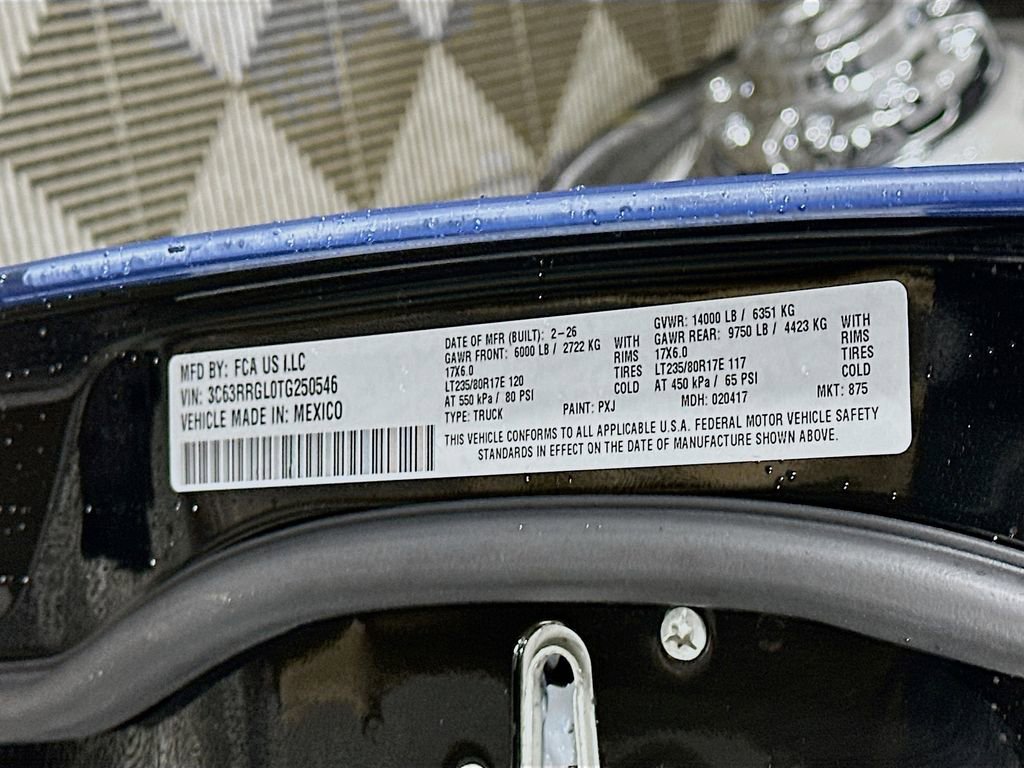 MFD BY: FCA US LLC
VIN: 3C63RRGL0TG250546
VEHICLE MADE IN: MEXICO
DATE OF MFR (BUILT): 2-26
GAWR FRONT: 6000 LB / 2722 KG WITH
17X6.0 RIMS
LT235/80R17E 120 TIRES
AT 550 kPa / 80 PSI COLD
TYPE: TRUCK PAINT: PXJ
GVWR: 14000 LB / 6351 KG
GAWR REAR: 9750 LB / 4423 KG WITH
17X6.0 RIMS
LT235/80R17E 117 TIRES
AT 450 kPa / 65 PSI COLD
MDH: 020417 MKT: 875
THIS VEHICLE CONFORMS TO ALL APPLICABLE U.S.A. FEDERAL MOTOR VEHICLE SAFETY
STANDARDS IN EFFECT ON THE DATE OF MANUFACTURE SHOWN ABOVE.